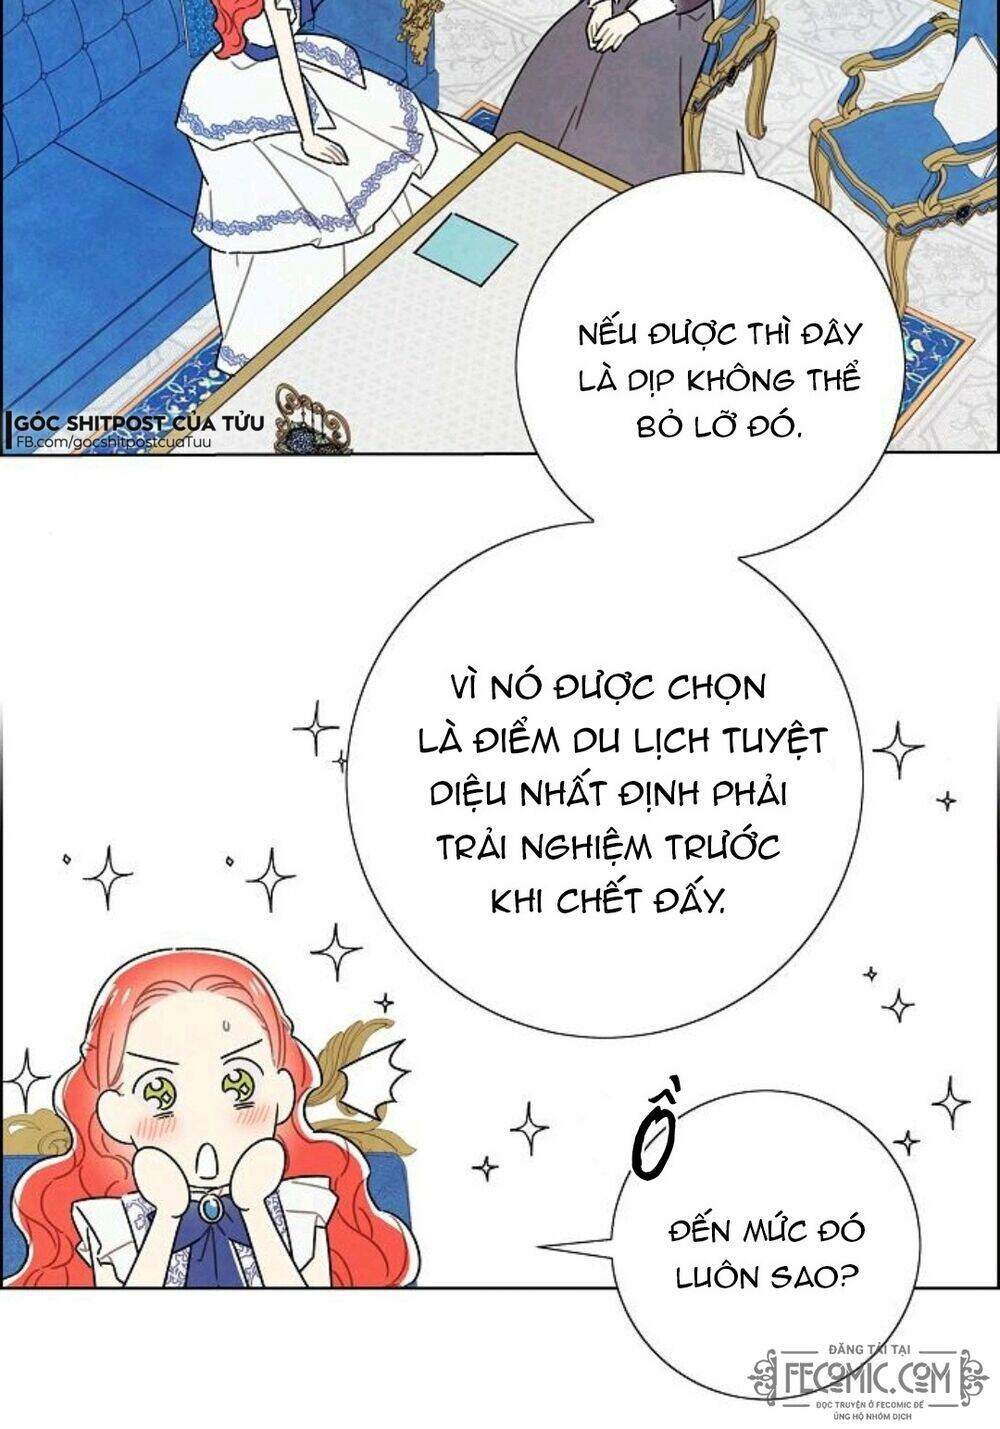 NẾU ĐƯỢC THÌ ĐÂY
LÀ DỊP KHÔNG THỂ
BỎ LỠ ĐÓ.
GÓC SHITPOST CỦA TỬU
FB.com/gocshitpostcuaTuu
VÌ NÓ ĐƯỢC CHỌN
LÀ ĐIỂM DU LỊCH TUYỆT
DIỆU NHẤT ĐỊNH PHẢI
TRẢI NGHIỆM TRƯỚC
KHI CHẾT ĐẤY.
Ồ
ĐẾN MỨC ĐÓ
LUÔN SAO?
ĐĂNG TẢI TẠI
FECOMIC.COM
ĐỌC TRUYỆN Ở FECOMIC ĐỂ
ỦNG HỘ NHÓM DỊCH